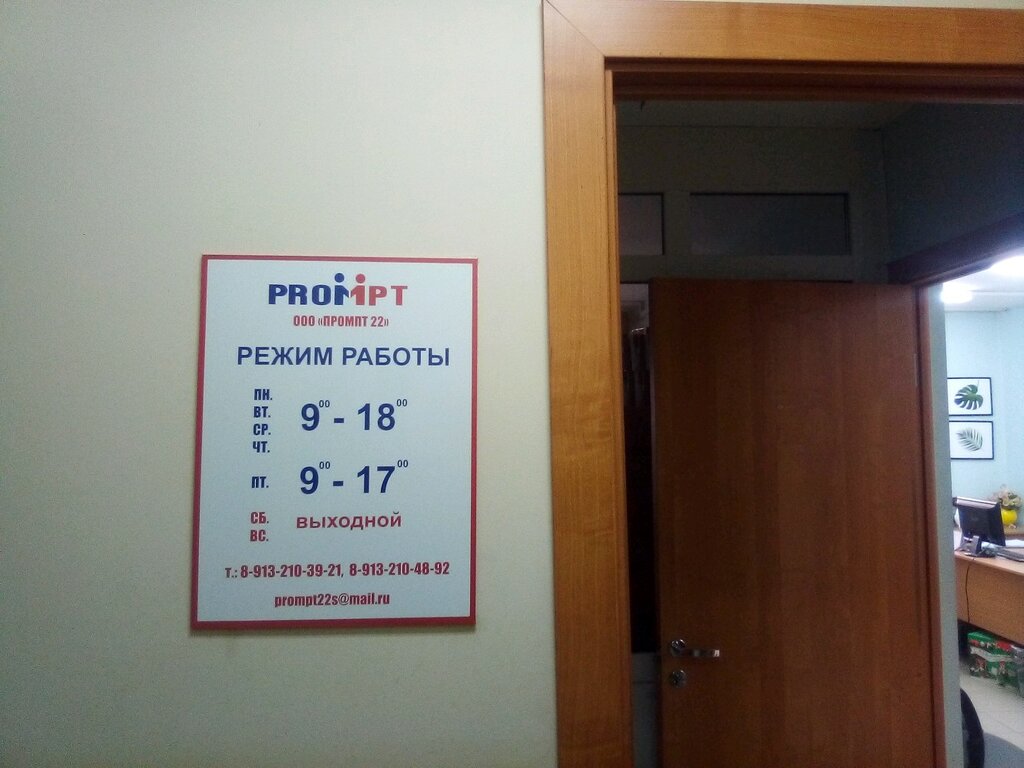 PROMPT
ООО «ПРОМПТ 22»
РЕЖИМ РАБОТЫ
ПН.
ВТ.
СР.
ЧТ.
9⁰⁰ - 18⁰⁰
ПТ. 9⁰⁰ - 17⁰⁰
СБ.
ВС.
ВЫХОДНОЙ
Т.: 8-913-210-39-21, 8-913-210-48-92
prompt22s@mail.ru